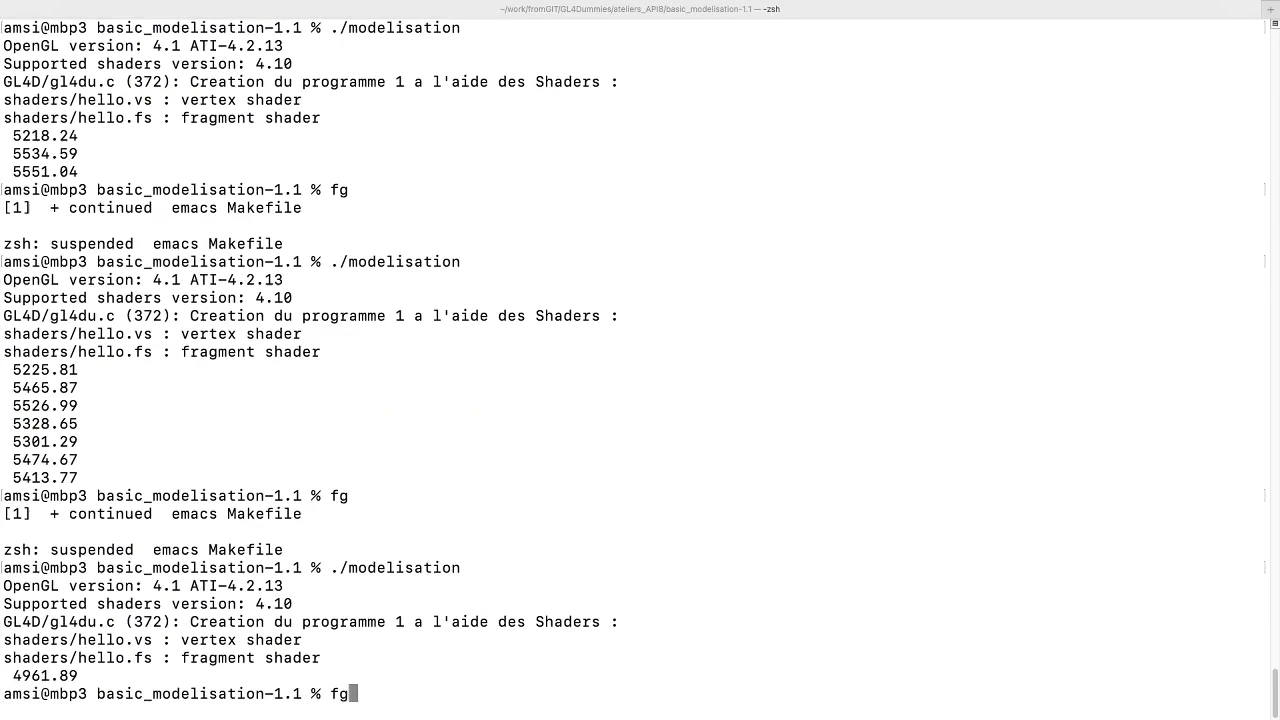 ~/work/fromGIT/GL4Dummies/ateliers_API8/basic_modelisation-1.1 — -zsh
amsi@mbp3 basic_modelisation-1.1 % ./modelisation
OpenGL version: 4.1 ATI-4.2.13
Supported shaders version: 4.10
GL4D/gl4du.c (372): Creation du programme 1 a l'aide des Shaders :
shaders/hello.vs : vertex shader
shaders/hello.fs : fragment shader
5218.24
5534.59
5551.04
amsi@mbp3 basic_modelisation-1.1 % fg
[1]  + continued  emacs Makefile
zsh: suspended  emacs Makefile
amsi@mbp3 basic_modelisation-1.1 % ./modelisation
OpenGL version: 4.1 ATI-4.2.13
Supported shaders version: 4.10
GL4D/gl4du.c (372): Creation du programme 1 a l'aide des Shaders :
shaders/hello.vs : vertex shader
shaders/hello.fs : fragment shader
5225.81
5465.87
5526.99
5328.65
5301.29
5474.67
5413.77
amsi@mbp3 basic_modelisation-1.1 % fg
[1]  + continued  emacs Makefile
zsh: suspended  emacs Makefile
amsi@mbp3 basic_modelisation-1.1 % ./modelisation
OpenGL version: 4.1 ATI-4.2.13
Supported shaders version: 4.10
GL4D/gl4du.c (372): Creation du programme 1 a l'aide des Shaders :
shaders/hello.vs : vertex shader
shaders/hello.fs : fragment shader
4961.89
amsi@mbp3 basic_modelisation-1.1 % fg